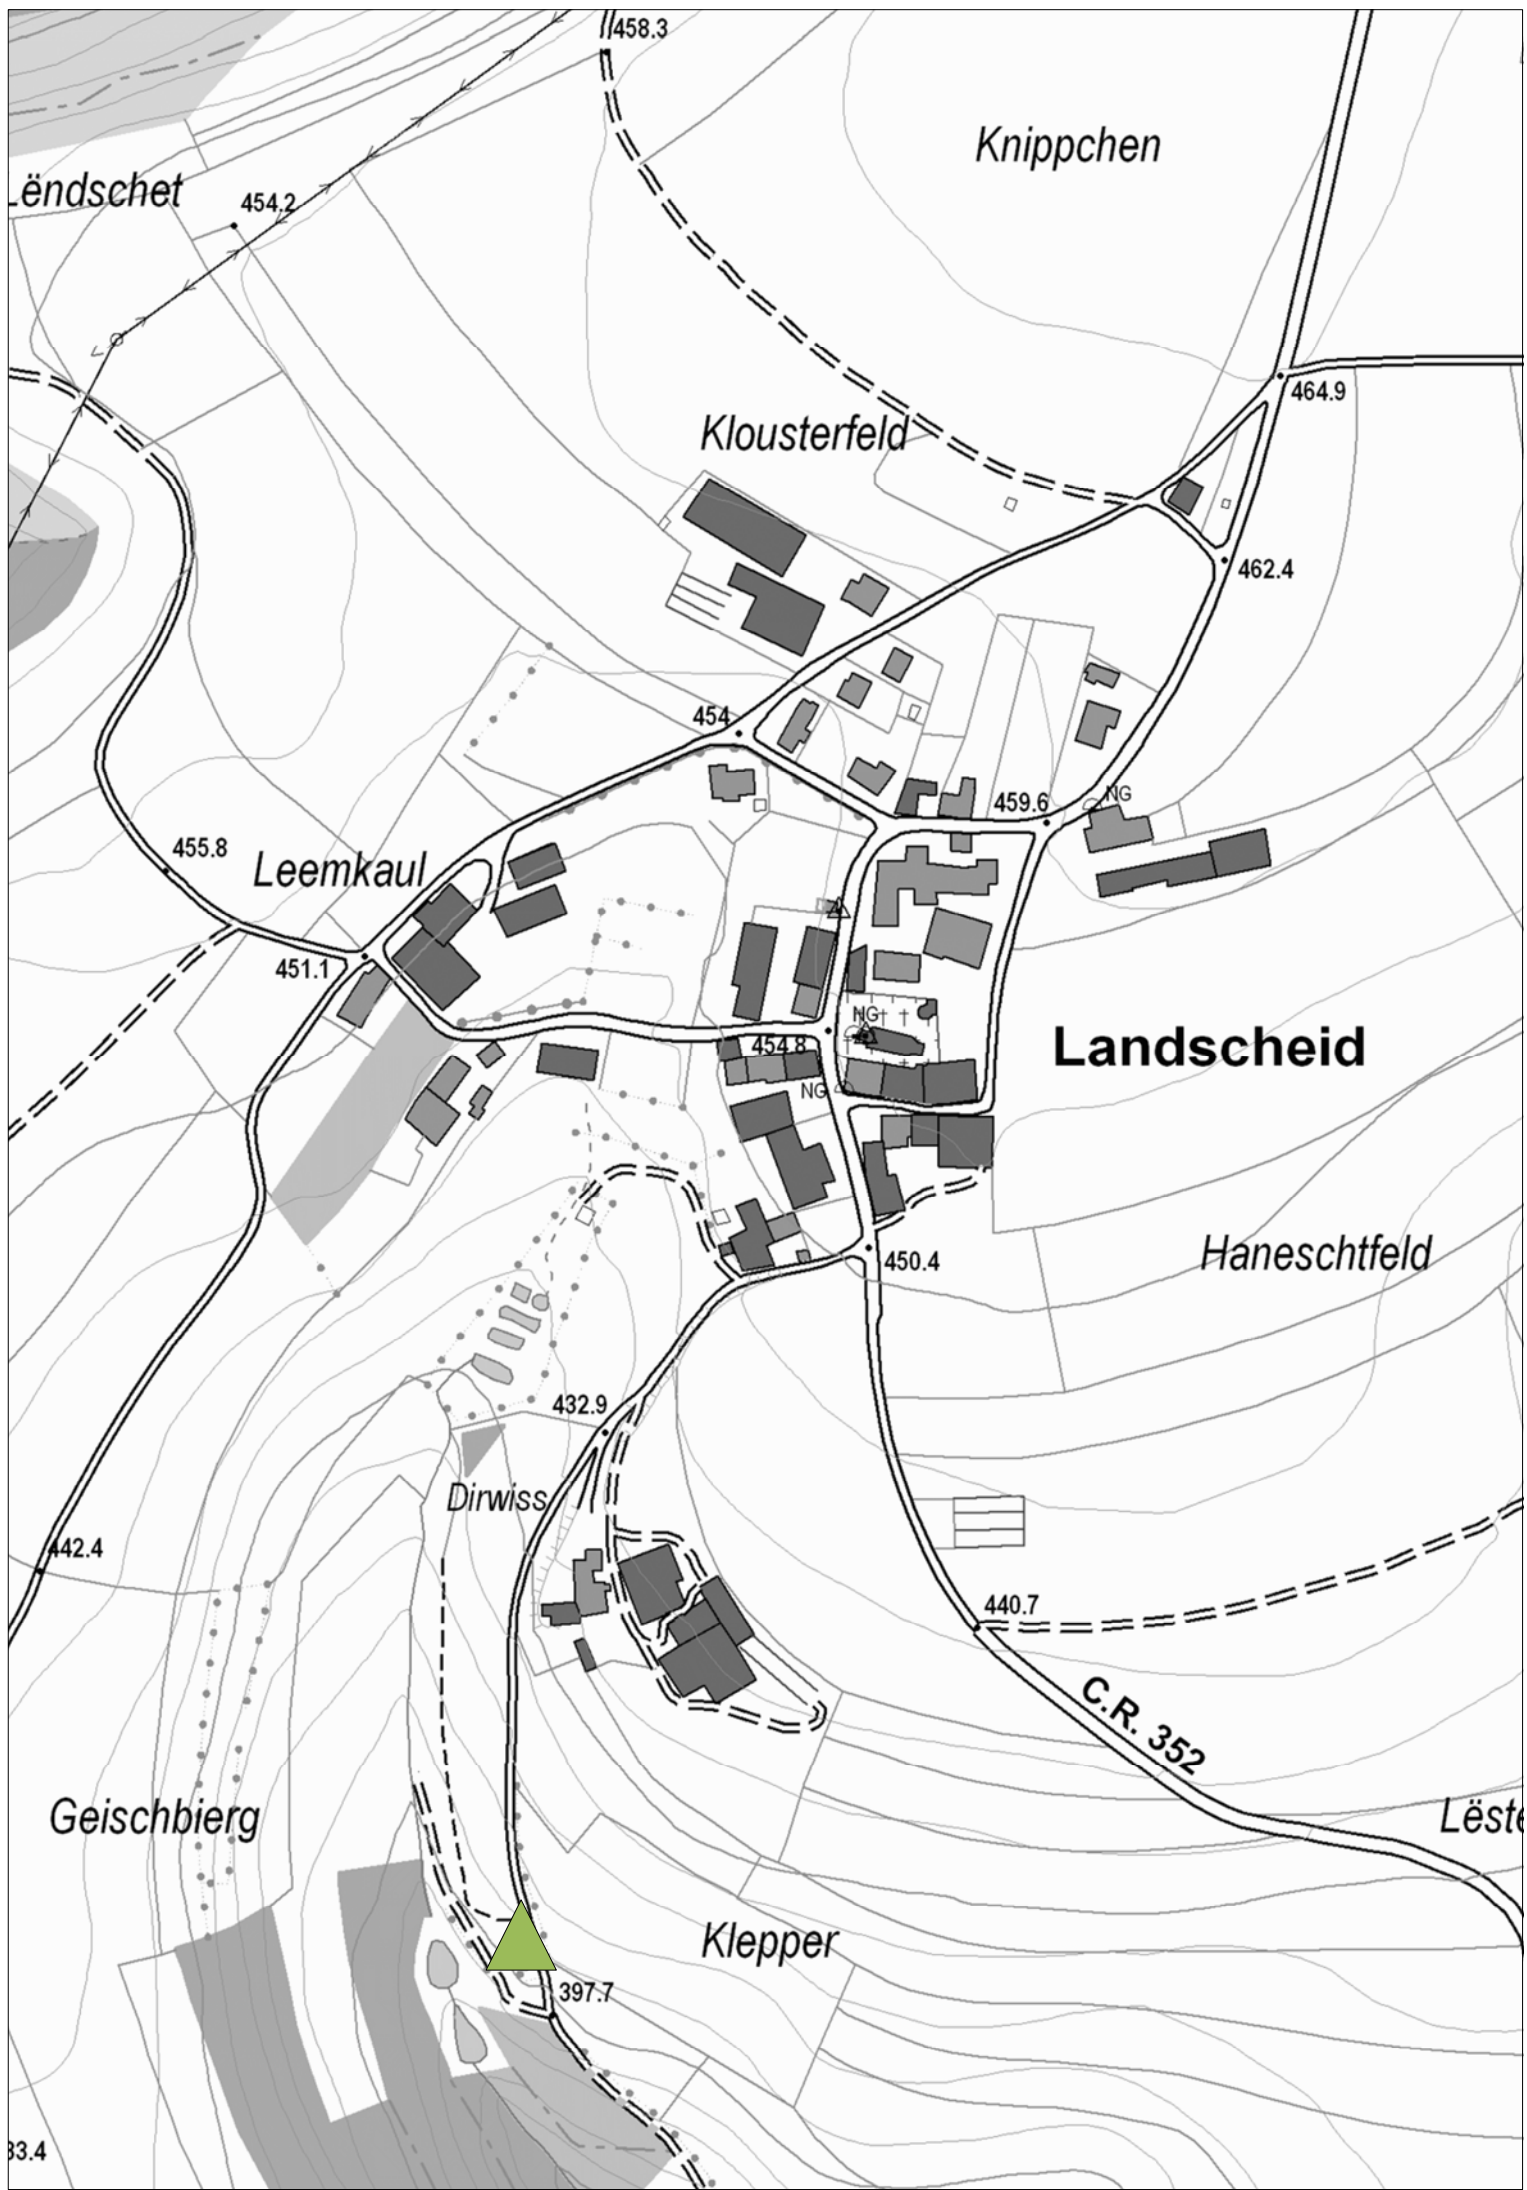 458.3
Knippchen
Lëndschet
454.2
464.9
Klousterfeld
462.4
454
459.6
NG
455.8
Leemkaul
451.1
NG
454.8
Landscheid
NG
450.4
Haneschtfeld
432.9
Dirwiss
442.4
440.7
C.R. 352
Geischbierg
Lëste
Klepper
397.7
33.4